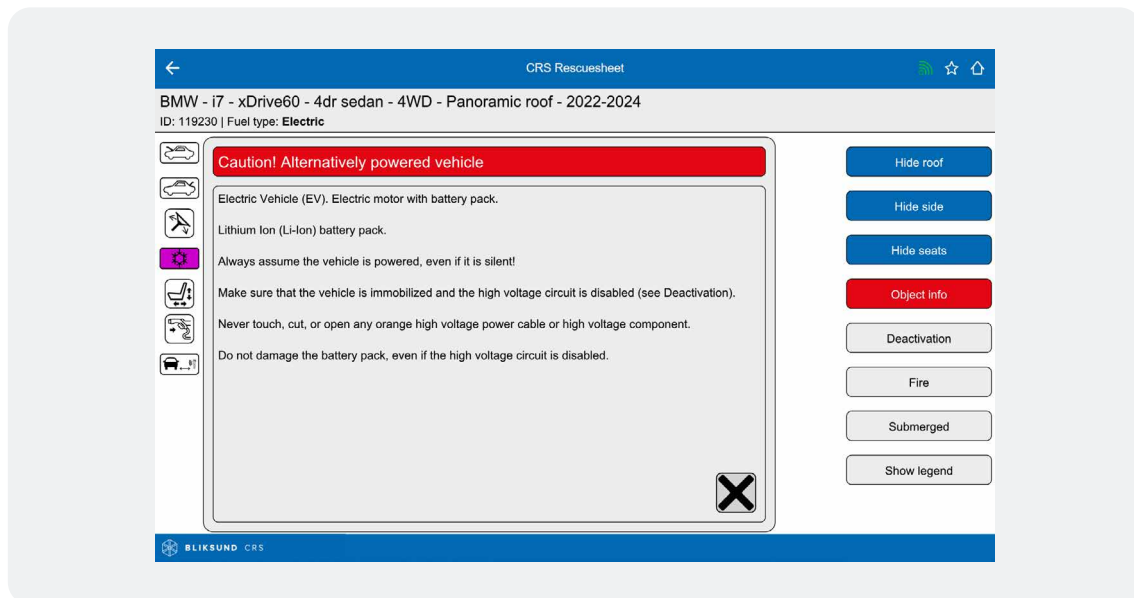 CRS Rescuesheet
BMW - i7 - xDrive60 - 4dr sedan - 4WD - Panoramic roof - 2022-2024
ID: 119230 | Fuel type: Electric
Caution! Alternatively powered vehicle
Electric Vehicle (EV). Electric motor with battery pack.
Lithium Ion (Li-Ion) battery pack.
Always assume the vehicle is powered, even if it is silent!
Make sure that the vehicle is immobilized and the high voltage circuit is disabled (see Deactivation).
Never touch, cut, or open any orange high voltage power cable or high voltage component.
Do not damage the battery pack, even if the high voltage circuit is disabled.
Hide roof
Hide side
Hide seats
Object info
Deactivation
Fire
Submerged
Show legend
BLIKSUND CRS